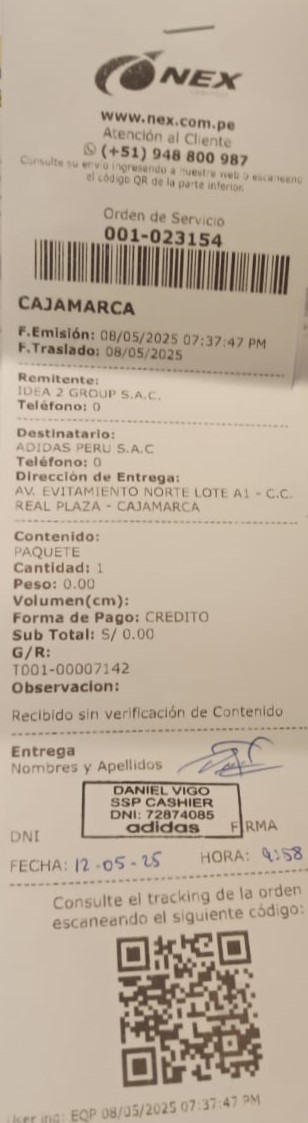 NEX
www.nex.com.pe
Atención al Cliente
(+51) 948 800 987
Consulte su envío ingresando a nuestra web o escaneano
el código QR de la parte inferior.
Orden de Servicio
001-023154
CAJAMARCA
F.Emisión: 08/05/2025 07:37:47 PM
F.Traslado: 08/05/2025
Remitente:
IDEA 2 GROUP S.A.C.
Teléfono: 0
Destinatario:
ADIDAS PERU S.A.C
Teléfono: 0
Dirección de Entrega:
AV. EVITAMIENTO NORTE LOTE A1 - C.C.
REAL PLAZA - CAJAMARCA
Contenido:
PAQUETE
Cantidad: 1
Peso: 0.00
Volumen(cm):
Forma de Pago: CREDITO
Sub Total: S/ 0.00
G/R:
T001-00007142
Observacion:
Recibido sin verificación de Contenido
Entrega
Nombres y Apellidos
DANIEL VIGO
SSP CASHIER
DNI: 72874085
adidas
DNI FIRMA
FECHA: 12-05-25 HORA: 9:58
Consulte el tracking de la orden
escaneando el siguiente código:
User ing: EQP 08/05/2025 07:37:47 PM